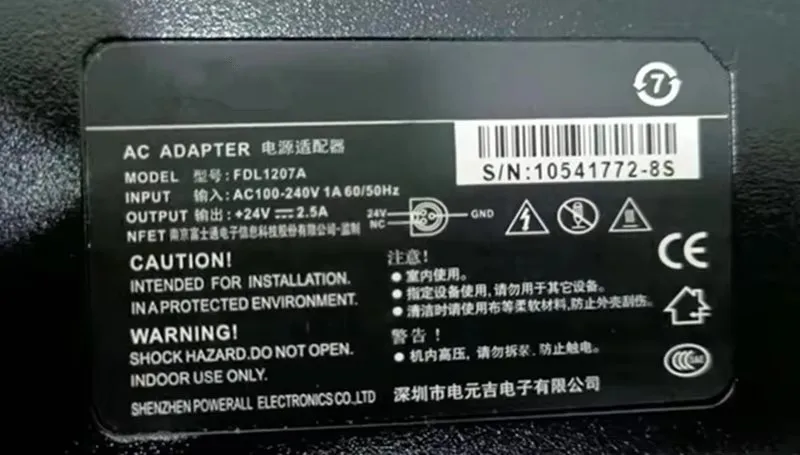 7
AC ADAPTER 电源适配器
MODEL 型号: FDL1207A
INPUT 输入: AC100-240V 1A 60/50Hz
OUTPUT 输出: +24V 2.5A
NFET 南京富士通电子信息科技股份有限公司-监制
24V
NC
GND
S/N:10541772-8S
CAUTION!
INTENDED FOR INSTALLATION.
IN A PROTECTED ENVIRONMENT.
WARNING!
SHOCK HAZARD.DO NOT OPEN.
INDOOR USE ONLY.
SHENZHEN POWERALL ELECTRONICS CO.,LTD
注意!
●室内使用。
●指定设备使用, 请勿用于其它设备。
●清洁时请使用布等柔软材料, 防止外壳刮伤。
警告!
●机内高压, 请勿拆装, 防止触电。
深圳市电元吉电子有限公司
CE